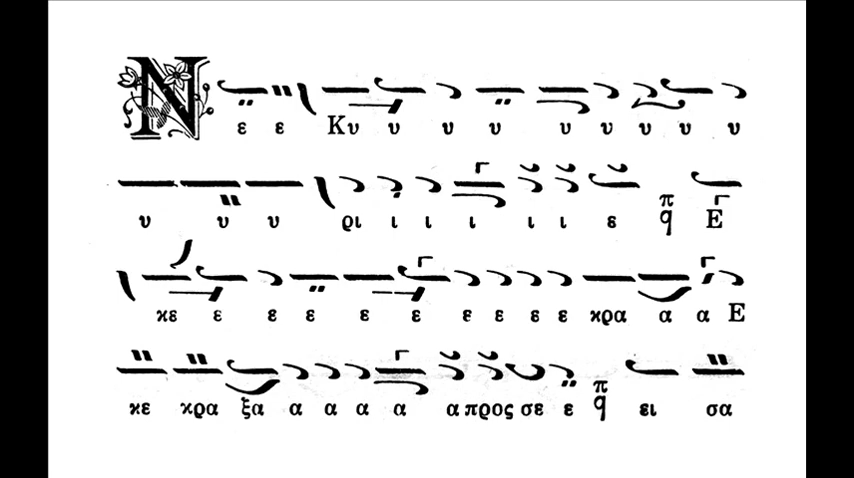 N ε ε Κυ υ υ υ υ υ υ υ υ
υ υ υ ρι ι ι ι ι ι ε π q Ε
κε ε ε ε ε ε ε ε ε ε κρα α α Ε
κε κρα ξα α α α α α προς σε ε π q ει σα